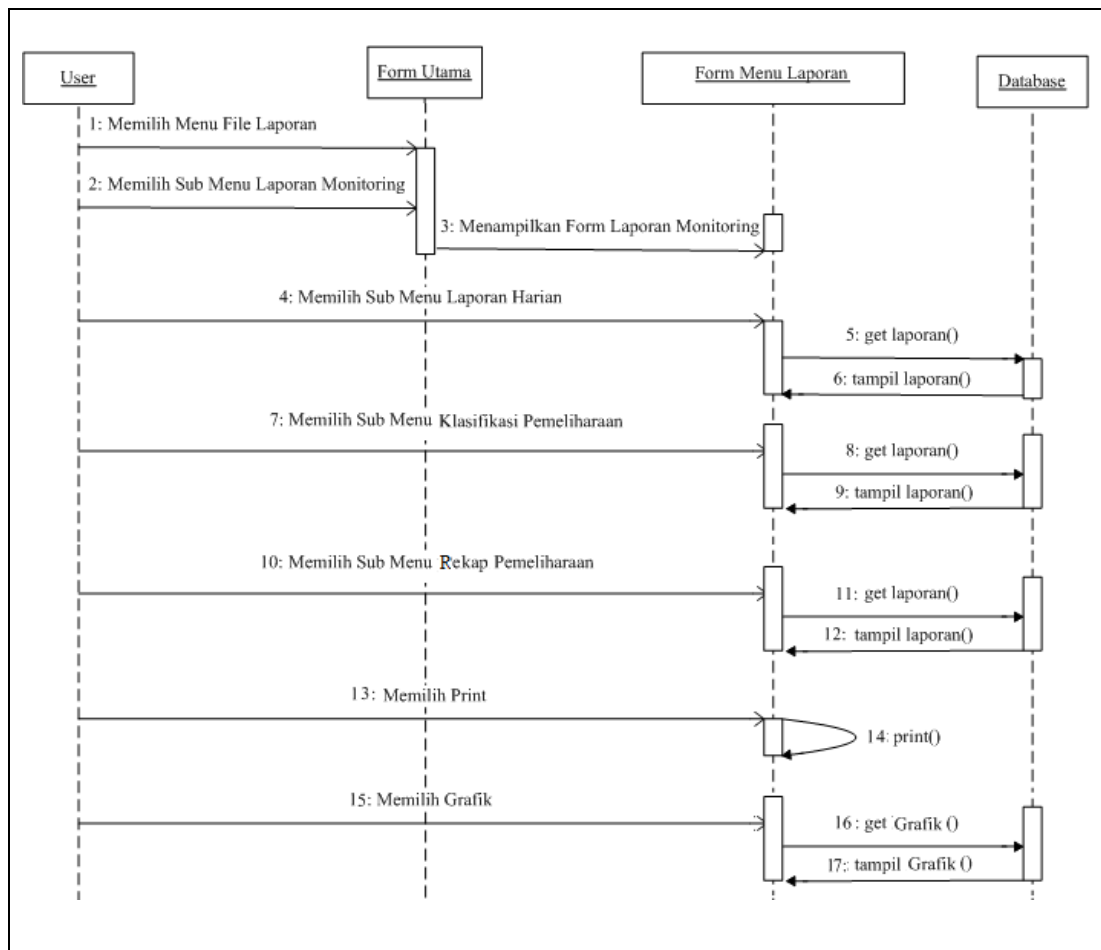 User
Form Utama
Form Menu Laporan
Database
1: Memilih Menu File Laporan
2: Memilih Sub Menu Laporan Monitoring
3: Menampilkan Form Laporan Monitoring
4: Memilih Sub Menu Laporan Harian
5: get laporan()
6: tampil laporan()
7: Memilih Sub Menu Klasifikasi Pemeliharaan
8: get laporan()
9: tampil laporan()
10: Memilih Sub Menu Rekap Pemeliharaan
11: get laporan()
12: tampil laporan()
13: Memilih Print
14: print()
15: Memilih Grafik
16 : get Grafik ()
17: tampil Grafik ()